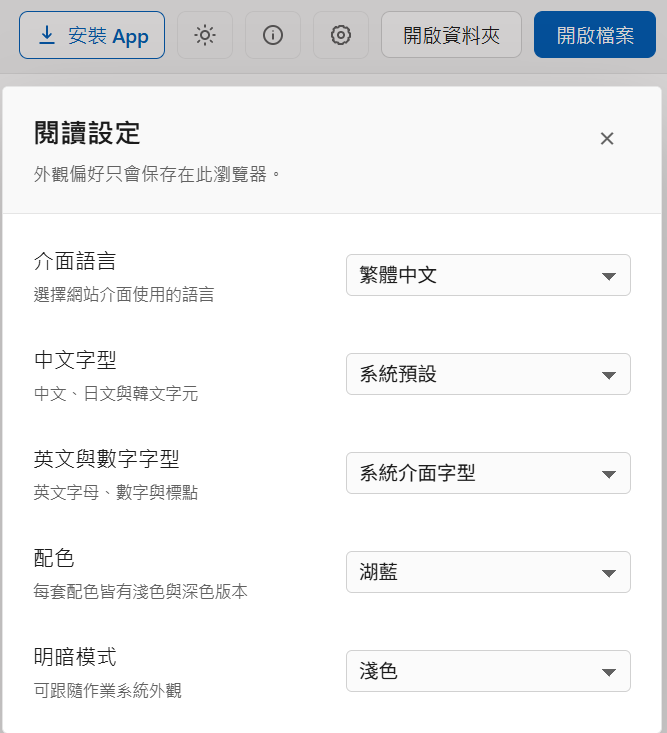 安裝 App
開啟資料夾
開啟檔案
閱讀設定
外觀偏好只會保存在此瀏覽器。
介面語言
選擇網站介面使用的語言
繁體中文
中文字型
中文、日文與韓文字元
系統預設
英文與數字字型
英文字母、數字與標點
系統介面字型
配色
每套配色皆有淺色與深色版本
湖藍
明暗模式
可跟隨作業系統外觀
淺色